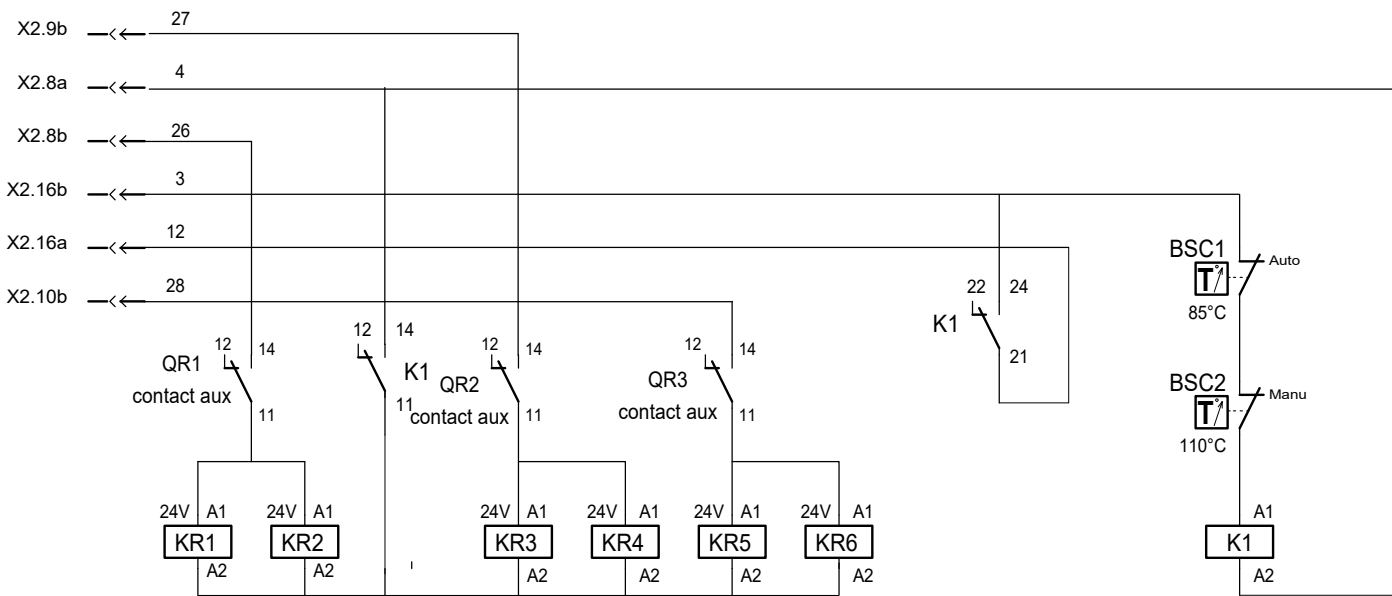 X2.9b 27
X2.8a 4
X2.8b 26
X2.16b 3
X2.16a 12
BSC1 Auto
T°
85°C
X2.10b 28
22 24
K1
21
12 14
K1
11
12 14
QR1
contact aux
11
12 14
QR2
contact aux
11
12 14
QR3
contact aux
11
BSC2 Manu
T°
110°C
24V A1 24V A1 24V A1 24V A1 24V A1 24V A1 A1
KR1 KR2 KR3 KR4 KR5 KR6 K1
A2 A2 A2 A2 A2 A2 A2